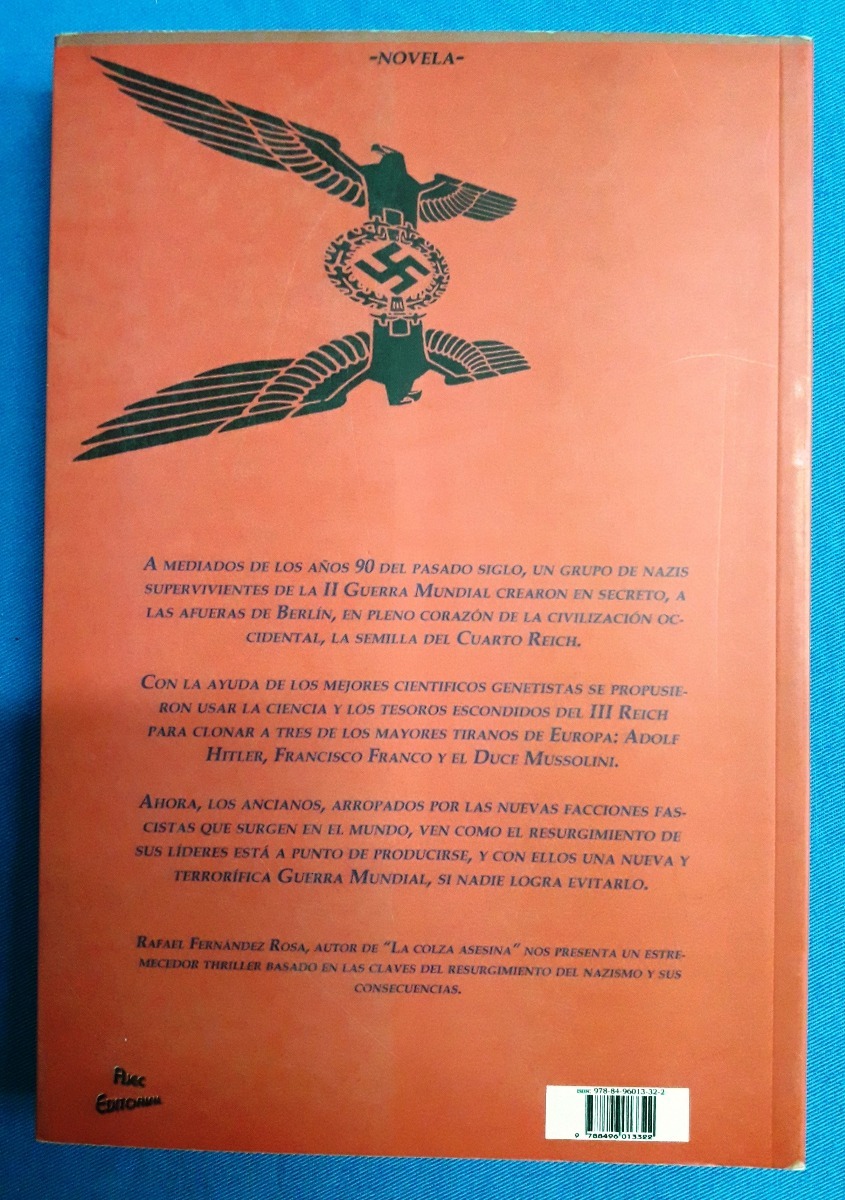 -NOVELA-
A MEDIADOS DE LOS AÑOS 90 DEL PASADO SIGLO, UN GRUPO DE NAZIS
SUPERVIVIENTES DE LA II GUERRA MUNDIAL CREARON EN SECRETO, A
LAS AFUERAS DE BERLÍN, EN PLENO CORAZÓN DE LA CIVILIZACIÓN OC-
CIDENTAL, LA SEMILLA DEL CUARTO REICH.
CON LA AYUDA DE LOS MEJORES CIENTIFICOS GENETISTAS SE PROPUSIE-
RON USAR LA CIENCIA Y LOS TESOROS ESCONDIDOS DEL III REICH
PARA CLONAR A TRES DE LOS MAYORES TIRANOS DE EUROPA: ADOLF
HITLER, FRANCISCO FRANCO Y EL DUCE MUSSOLINI.
AHORA, LOS ANCIANOS, ARROPADOS POR LAS NUEVAS FACCIONES FAS-
CISTAS QUE SURGEN EN EL MUNDO, VEN COMO EL RESURGIMIENTO DE
SUS LÍDERES ESTÁ A PUNTO DE PRODUCIRSE, Y CON ELLOS UNA NUEVA Y
TERRORÍFICA GUERRA MUNDIAL, SI NADIE LOGRA EVITARLO.
RAFAEL FERNÁNDEZ ROSA, AUTOR DE "LA COLZA ASESINA" NOS PRESENTA UN ESTRE-
MECEDOR THRILLER BASADO EN LAS CLAVES DEL RESURGIMIENTO DEL NAZISMO Y SUS
CONSECUENCIAS.
AJEC
EDITORIAL
ISBN: 978-84-96013-32-2
9 788496 013322